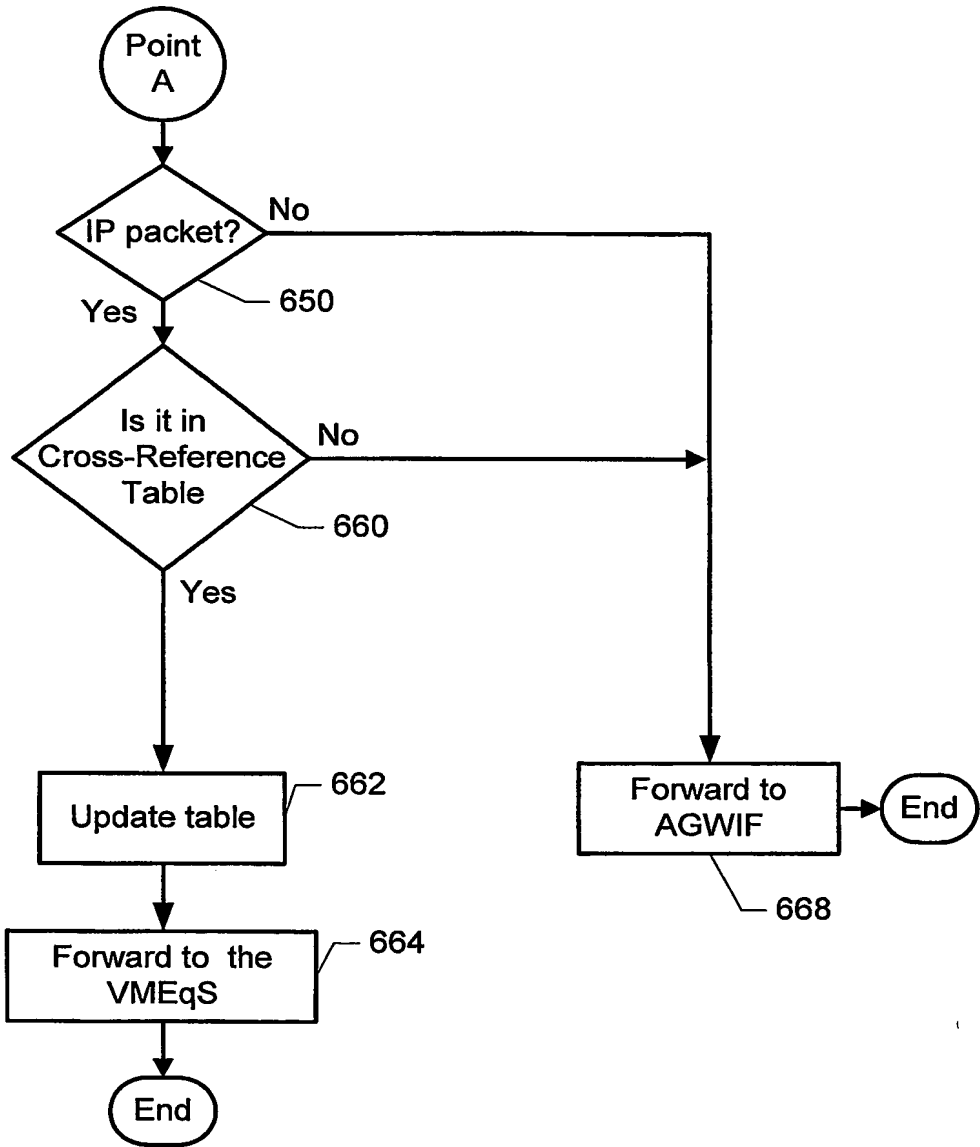 Point
A
IP packet?
No
650
Yes
Is it in
Cross-Reference
Table
No
660
Yes
Update table
662
Forward to
AGWIF
End
668
Forward to the
VMEqS
664
End